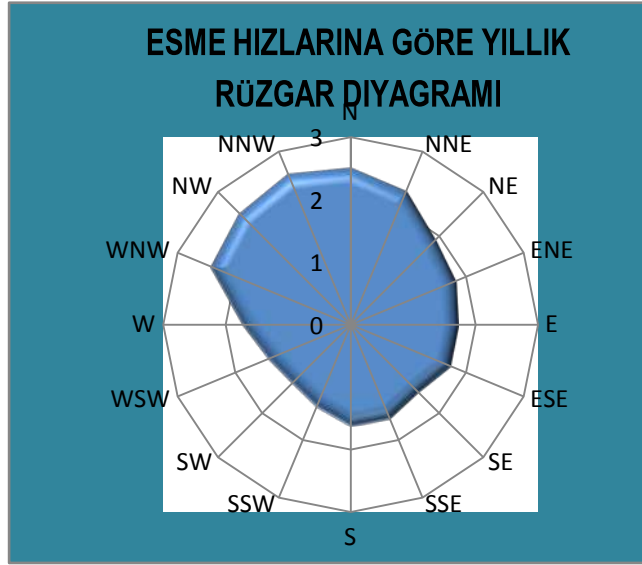 ESME HIZLARINA GÖRE YILLIK
RÜZGAR DIYAGRAMI
N
NNW
3
NNE
NW
2
NE
WNW
1
ENE
W
0
E
WSW
ESE
SW
SE
SSW
SSE
S